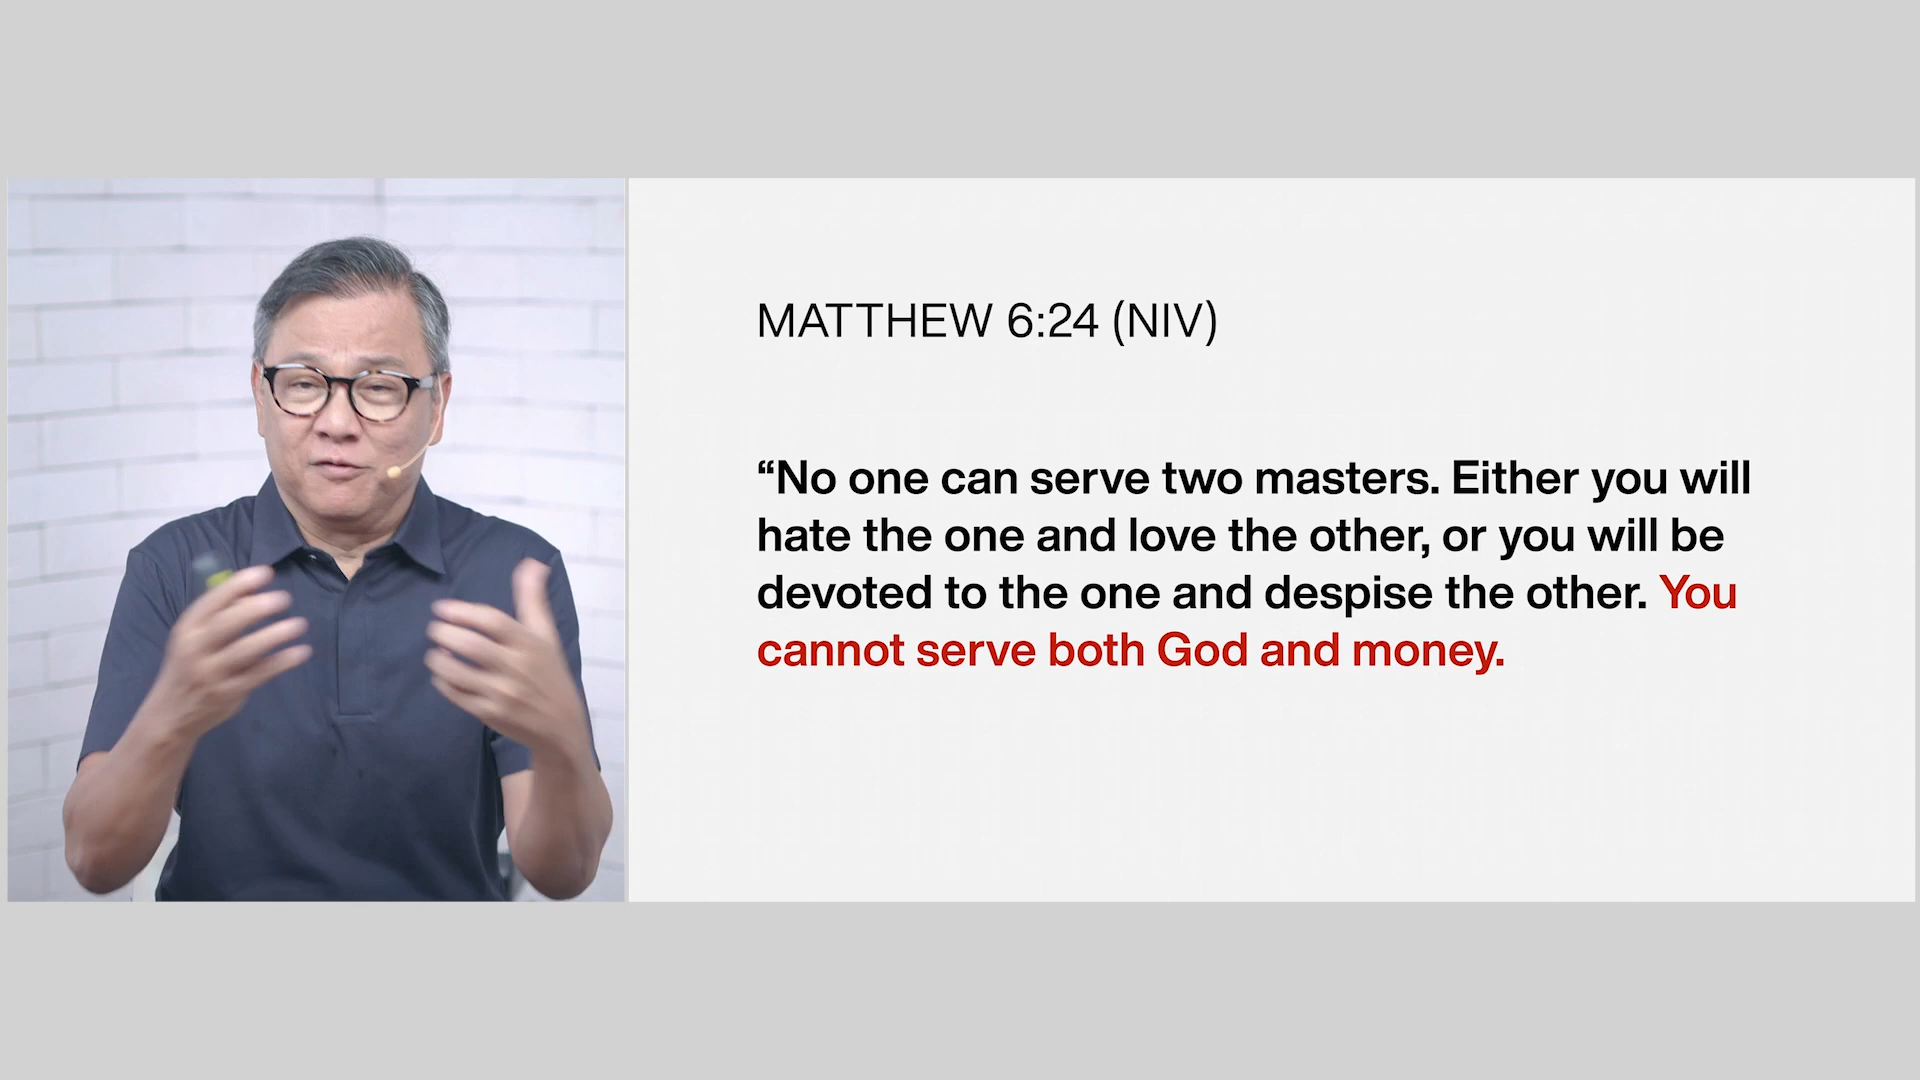 MATTHEW 6:24 (NIV)
“No one can serve two masters. Either you will
hate the one and love the other, or you will be
devoted to the one and despise the other. You
cannot serve both God and money.